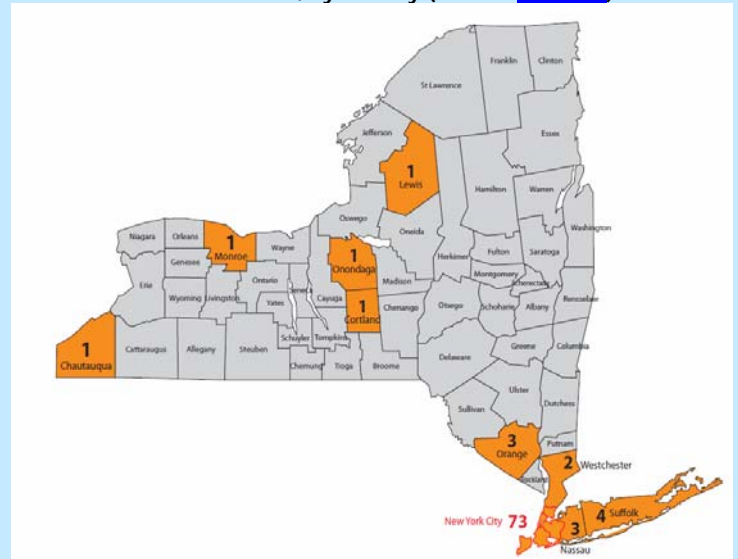 Franklin
Clinton
St Lawrence
Jefferson
Essex
1
Lewis
Hamilton
Warren
Oswego
Oneida
Washington
Niagara
Orleans
1
Monroe
Wayne
1
Onondaga
Herkimer
Fulton
Saratoga
Genesee
Madison
Montgomery
Schenectady
Erie
Ontario
Seneca
Cayuga
1
Cortland
Chenango
Otsego
Schoharie
Albany
Rensselaer
Wyoming
Livingston
Yates
1
Chautauqua
Cattaraugus
Allegany
Steuben
Schuyler
Tompkins
Chemung
Tioga
Broome
Delaware
Greene
Columbia
Ulster
Sullivan
Dutchess
3
Orange
Putnam
2 Westchester
Rockland
New York City 73
3
Nassau
4 Suffolk